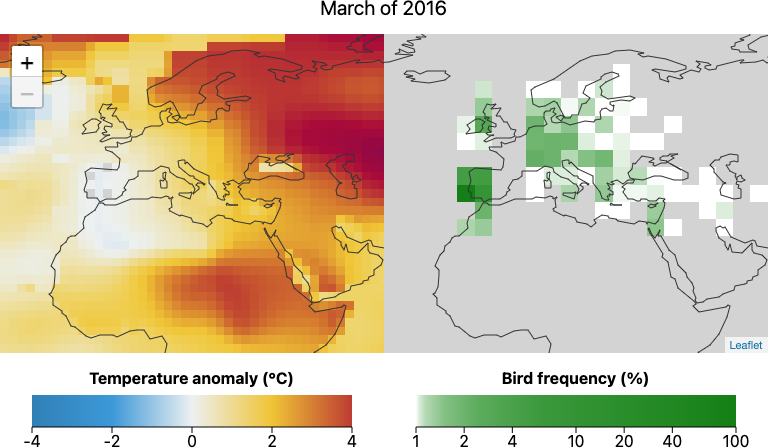 March of 2016
+
−
Leaflet
Temperature anomaly (°C)
-4 -2 0 2 4
Bird frequency (%)
1 2 4 10 20 40 100